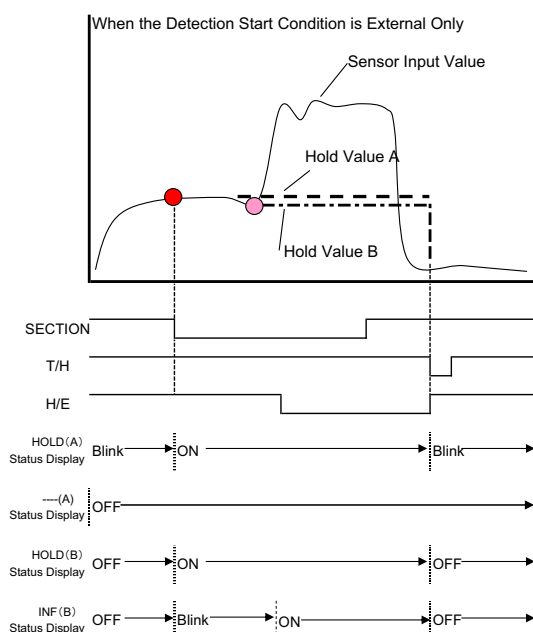 When the Detection Start Condition is External Only
Sensor Input Value
Hold Value A
Hold Value B
SECTION
T/H
H/E
HOLD(A)
Status Display
Blink ON Blink
----(A)
Status Display
OFF
HOLD(B)
Status Display
OFF ON OFF
INF(B)
Status Display
OFF Blink ON OFF